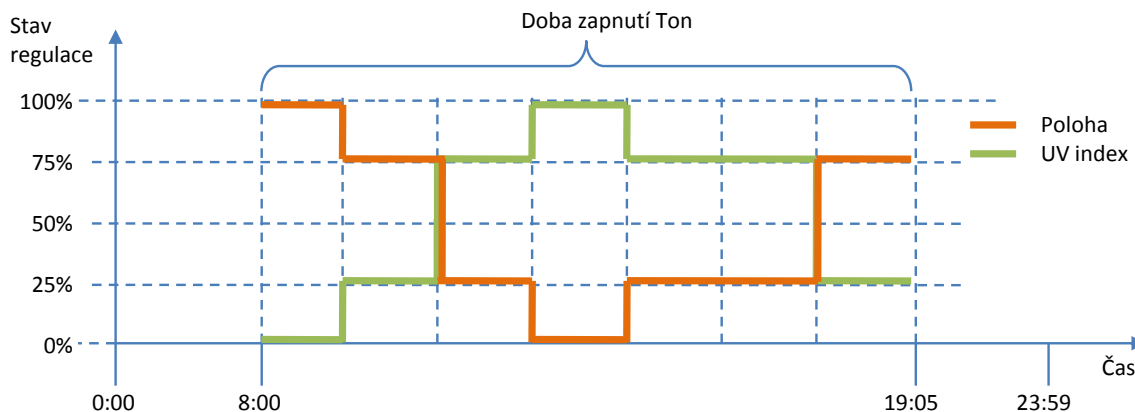 Stav
regulace
Doba zapnutí Ton
100%
75%
50%
25%
0%
Poloha
UV index
Čas
0:00
8:00
19:05
23:59